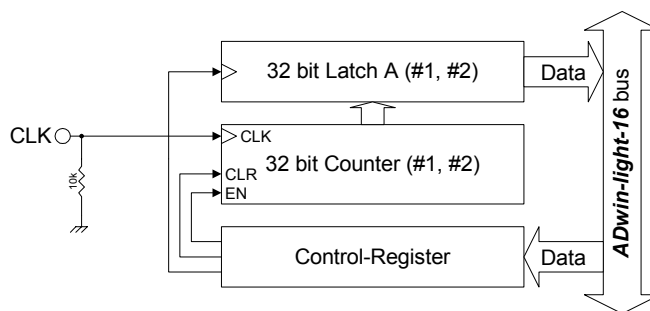 32 bit Latch A (#1, #2)
Data
CLK
CLK
32 bit Counter (#1, #2)
CLR
EN
10k
Control-Register
Data
ADwin-light-16 bus